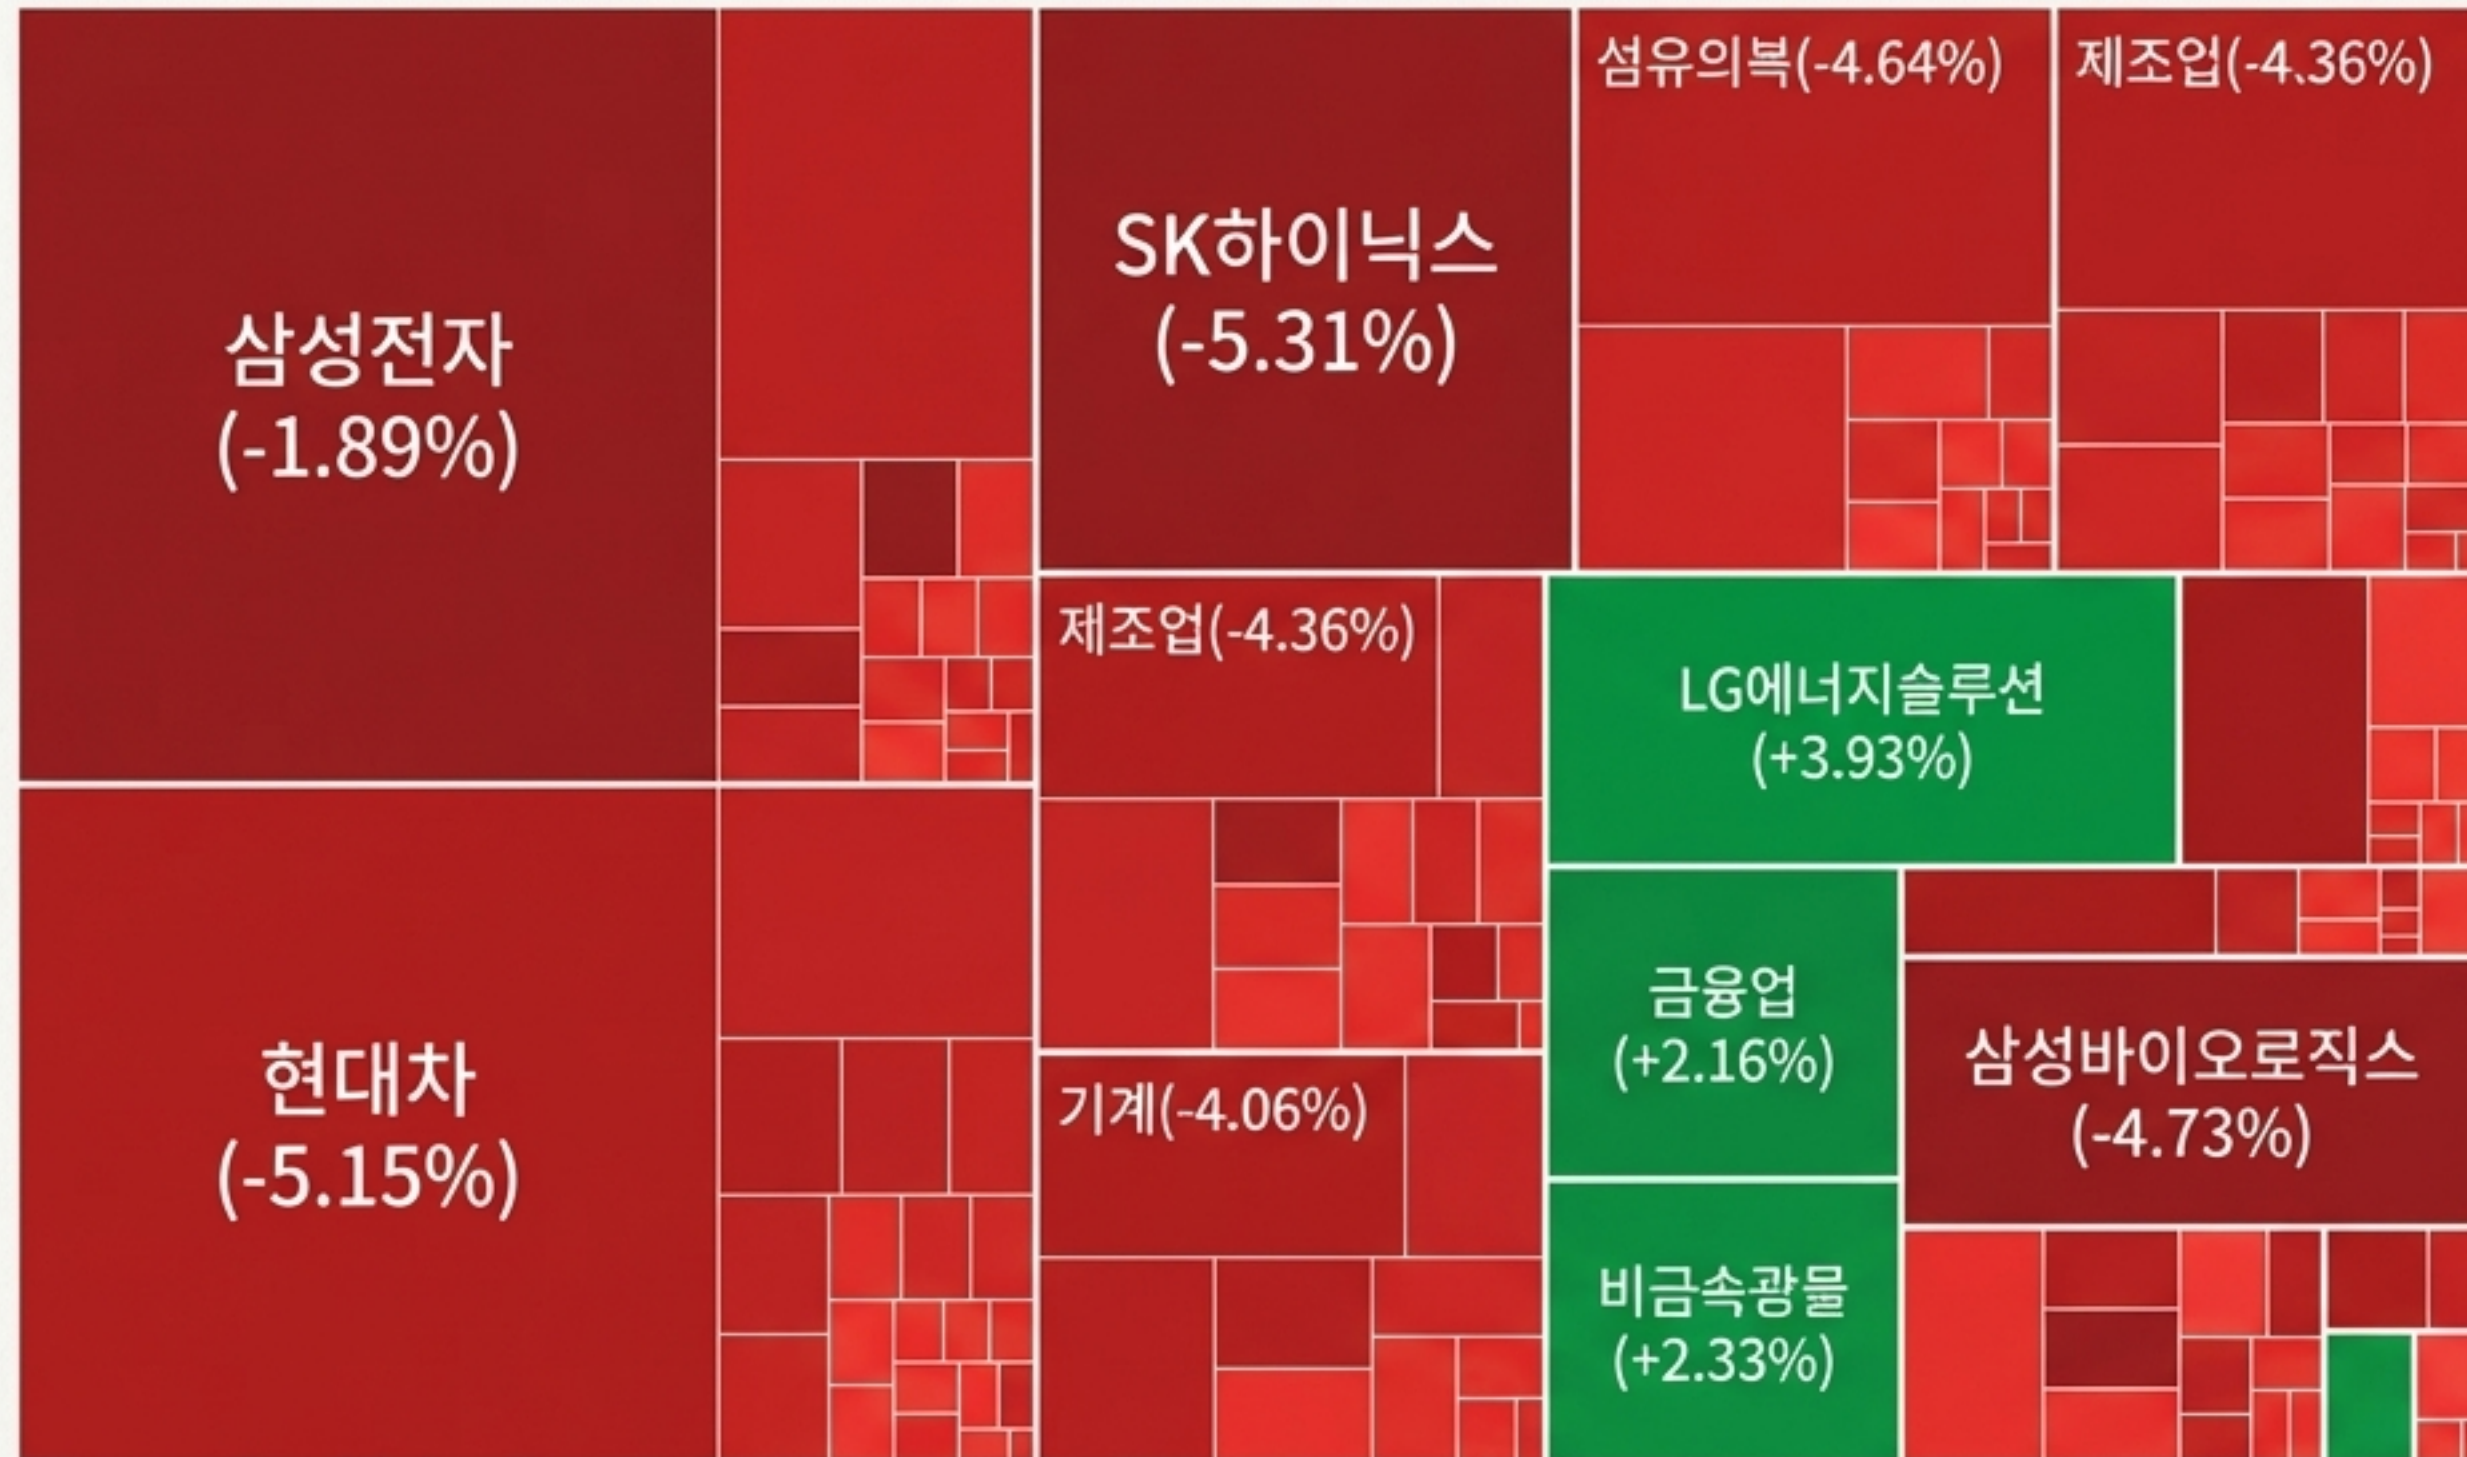 섬유의복(-4.64%)
제조업(-4.36%)
SK하이닉스
(-5.31%)
삼성전자
(-1.89%)
제조업(-4.36%)
LG에너지슬루션
(+3.93%)
금융업
(+2.16%)
삼성바이오로직스
(-4.73%)
현대차
(-5.15%)
기계(-4.06%)
비금속광물
(+2.33%)